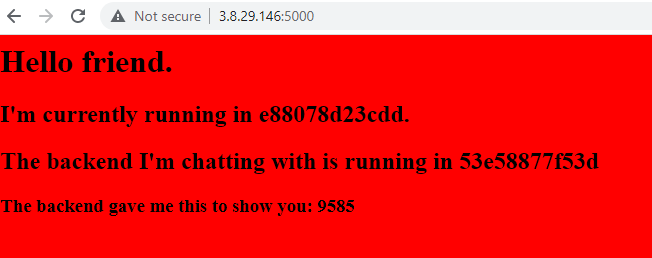 Not secure | 3.8.29.146:5000
Hello friend.
I'm currently running in e88078d23cdd.
The backend I'm chatting with is running in 53e58877f53d
The backend gave me this to show you: 9585